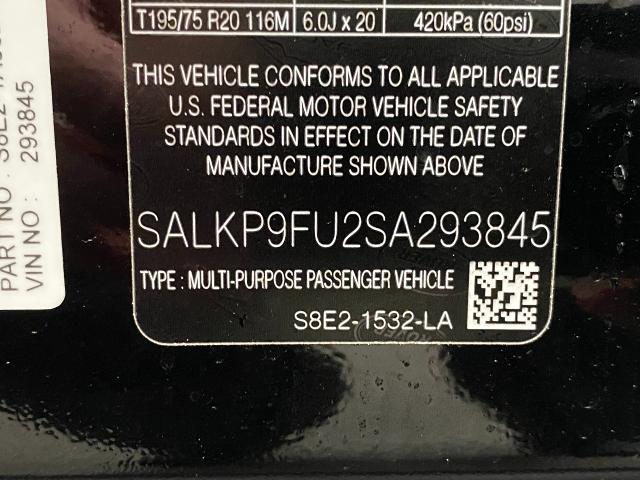 T195/75 R20 116M 6.0J x 20 420kPa (60psi)
THIS VEHICLE CONFORMS TO ALL APPLICABLE
U.S. FEDERAL MOTOR VEHICLE SAFETY
STANDARDS IN EFFECT ON THE DATE OF
MANUFACTURE SHOWN ABOVE
SALKP9FU2SA293845
TYPE : MULTI-PURPOSE PASSENGER VEHICLE
S8E2-1532-LA
PART NO :
VIN NO : 293845